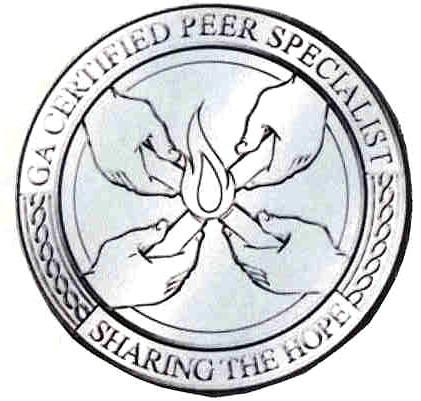 GA CERTIFIED PEER SPECIALIST
SHARING THE HOPE